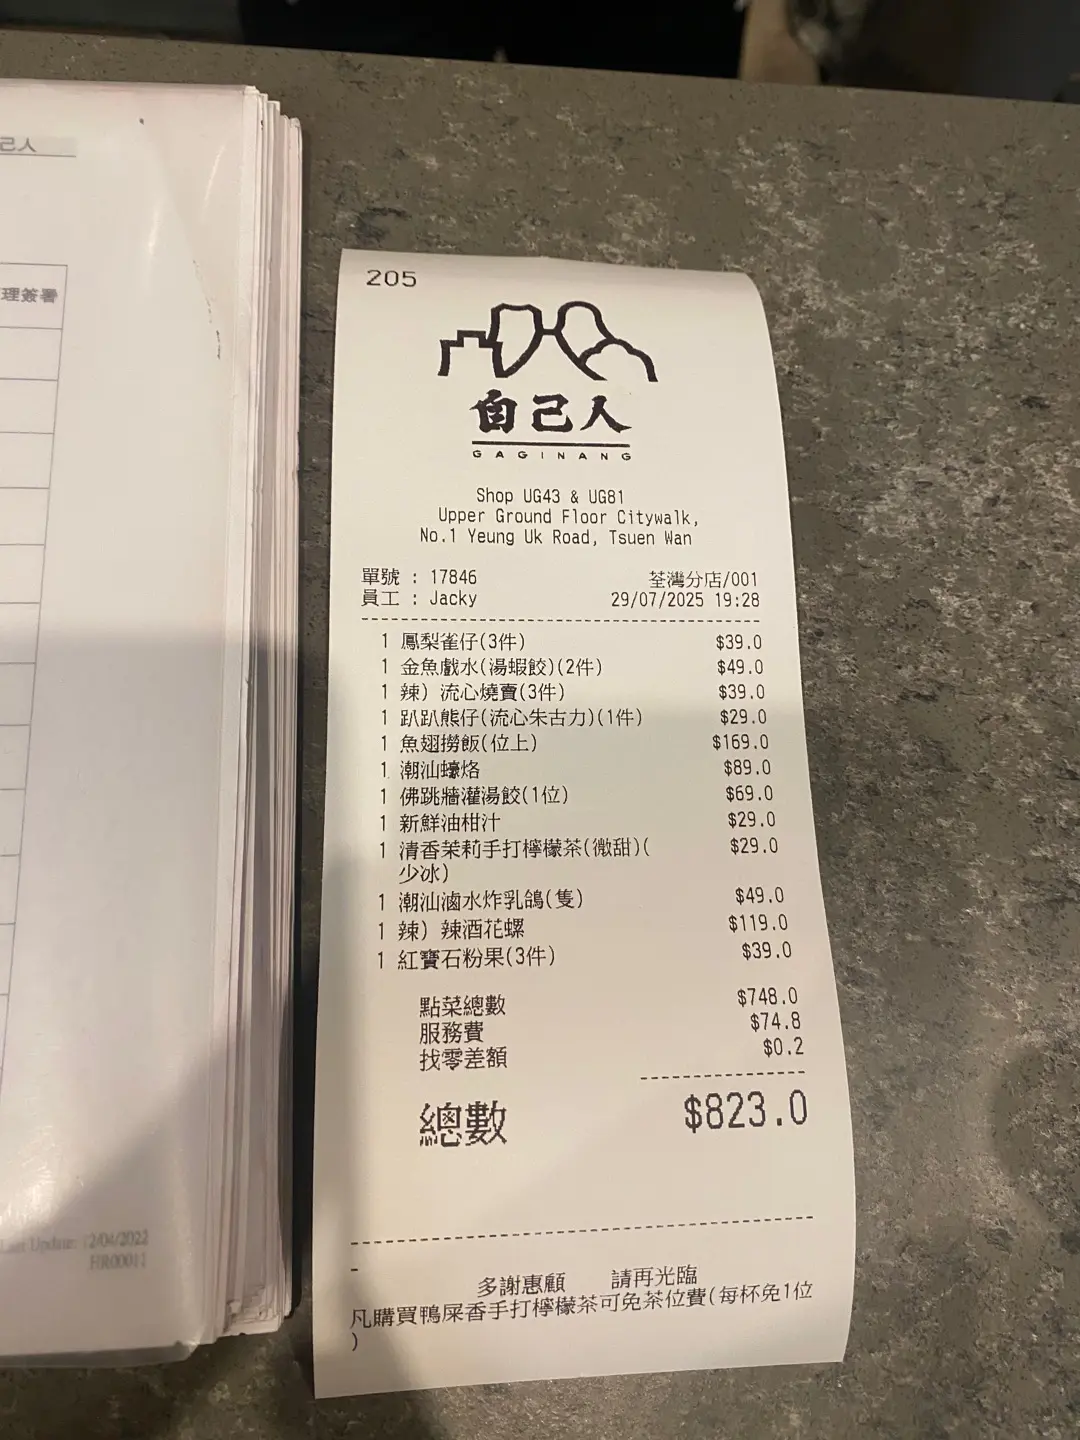 己人
理簽署
Last Update: 12/04/2022
HR00011
205
自己人
GAGINANG
Shop UG43 & UG81
Upper Ground Floor Citywalk,
No.1 Yeung Uk Road, Tsuen Wan
單號 : 17846 荃灣分店/001
員工 : Jacky 29/07/2025 19:28
1 鳳梨雀仔(3件) $39.0
1 金魚戲水(湯蝦餃)(2件) $49.0
1 辣) 流心燒賣(3件) $39.0
1 趴趴熊仔(流心朱古力)(1件) $29.0
1 魚翅撈飯(位上) $169.0
1 潮汕蠔烙 $89.0
1 佛跳牆灌湯餃(1位) $69.0
1 新鮮油柑汁 $29.0
1 清香茉莉手打檸檬茶(微甜)( $29.0
少冰)
1 潮汕滷水炸乳鴿(隻) $49.0
1 辣) 辣酒花螺 $119.0
1 紅寶石粉果(3件) $39.0
點菜總數 $748.0
服務費 $74.8
找零差額 $0.2
總數 $823.0
-
多謝惠顧 請再光臨
凡購買鴨屎香手打檸檬茶可免茶位費(每杯免1位
)